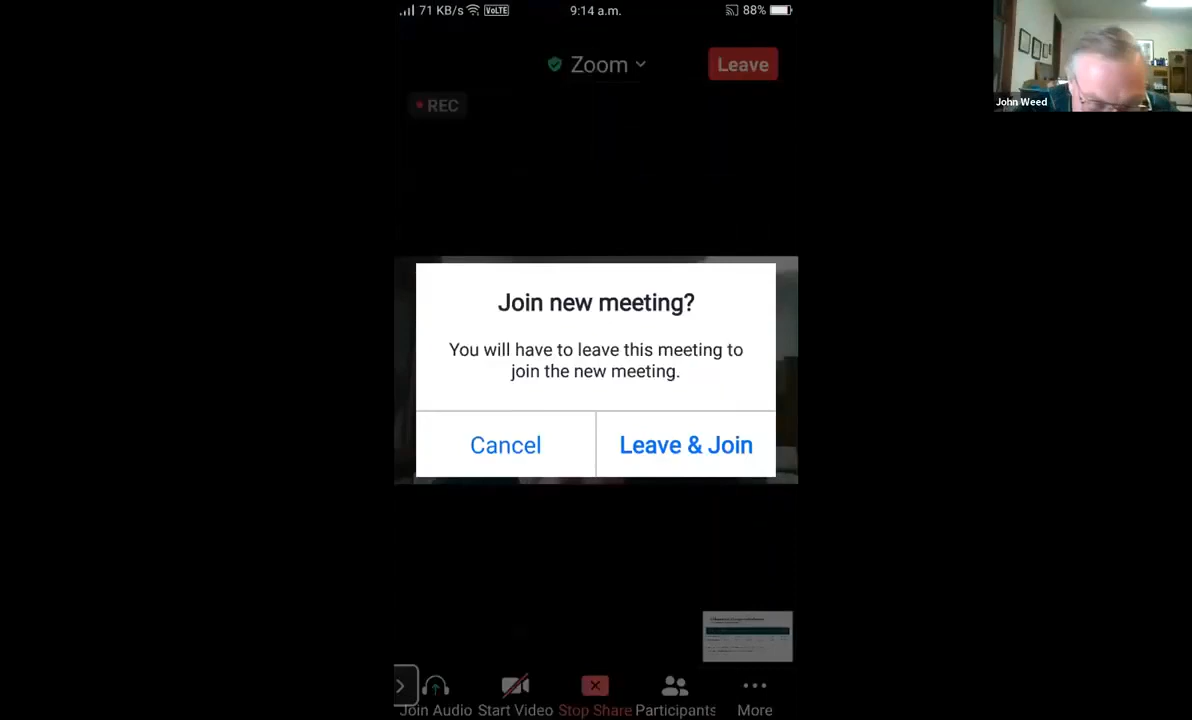 71 KB/s VoLTE 9:14 a.m. 88%
Zoom
Leave
REC
John Weed
Join new meeting?
You will have to leave this meeting to
join the new meeting.
Cancel Leave & Join
Join Audio Start Video Stop Share Participants More